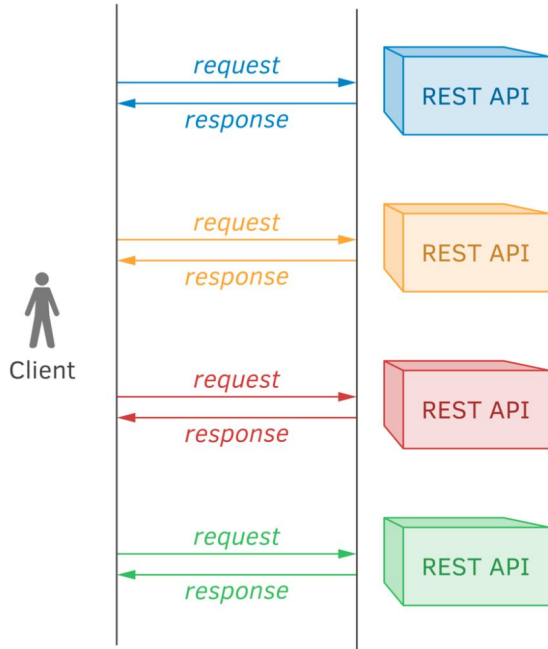 request
REST API
response
request
REST API
response
Client
request
REST API
response
request
REST API
response